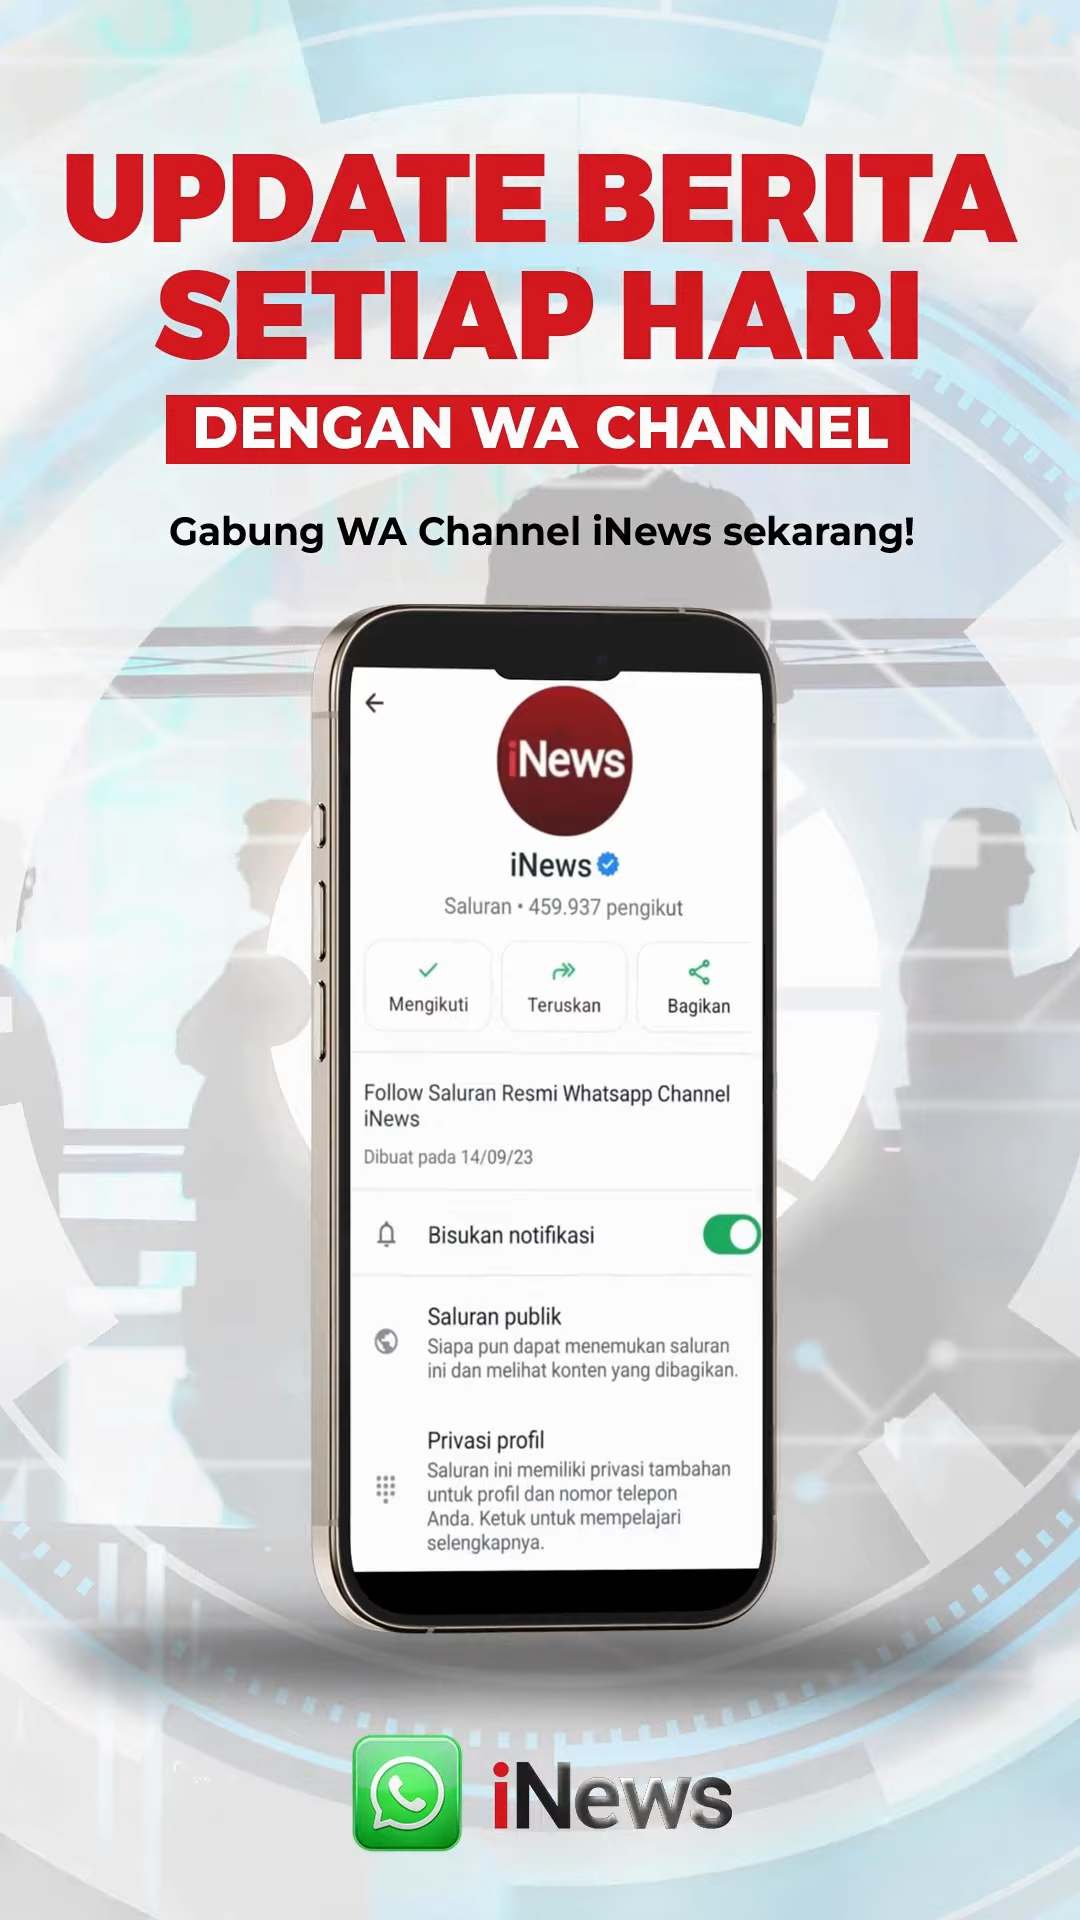 UPDATE BERITA
SETIAP HARI
DENGAN WA CHANNEL
Gabung WA Channel iNews sekarang!
iNews
iNews
Saluran • 459.937 pengikut
Mengikuti
Teruskan
Bagikan
Follow Saluran Resmi Whatsapp Channel
iNews
Dibuat pada 14/09/23
Bisukan notifikasi
Saluran publik
Siapa pun dapat menemukan saluran
ini dan melihat konten yang dibagikan.
Privasi profil
Saluran ini memiliki privasi tambahan
untuk profil dan nomor telepon
Anda. Ketuk untuk mempelajari
selengkapnya.
iNews